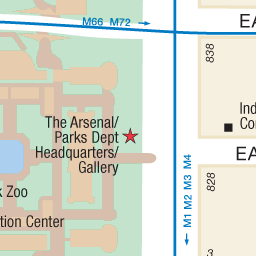 M66 M72
EA
838
The Arsenal/
Parks Dept
Headquarters/
Gallery
Ind
Co
EA
M1 M2 M3 M4
828
k Zoo
tion Center